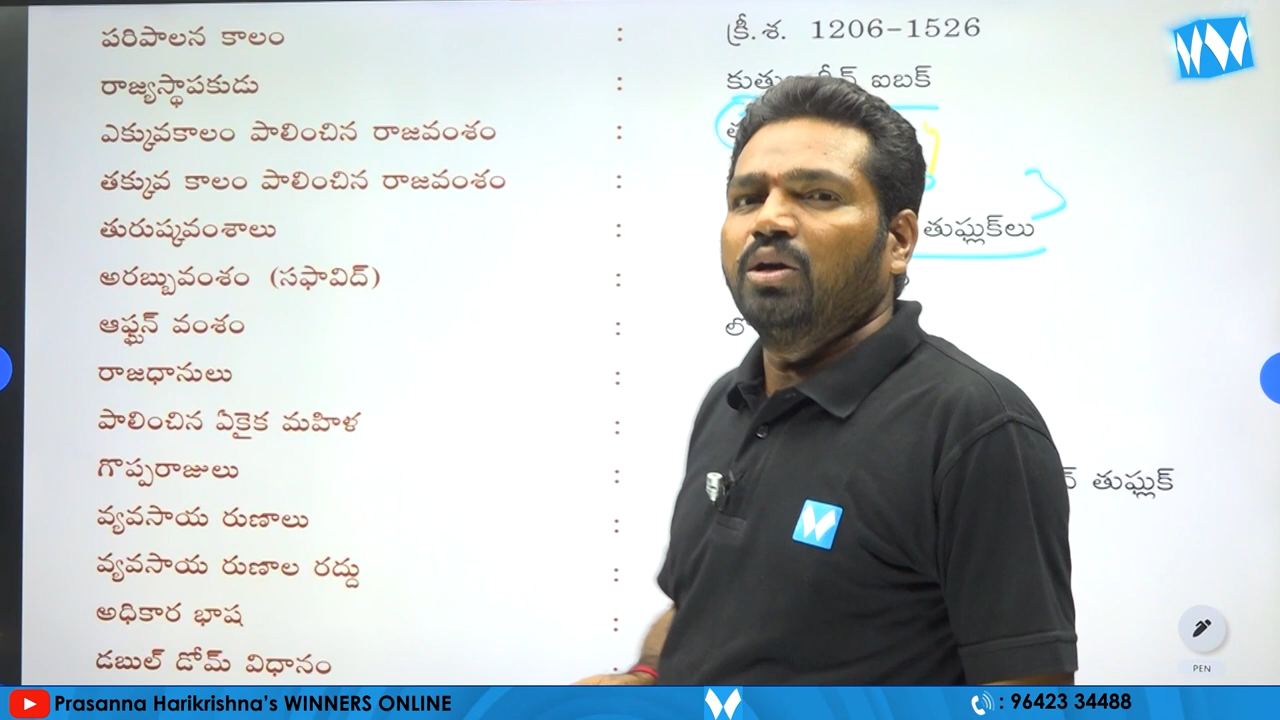 పరిపాలన కాలం : క్రీ.శ. 1206-1526
రాజ్యస్థాపకుడు : ఐబక్
ఎక్కువకాలం పాలించిన రాజవంశం :
తక్కువ కాలం పాలించిన రాజవంశం :
తురుష్కవంశాలు : తుఘ్లక్‌లు
అరబ్బువంశం (సఫావిద్) :
ఆఫ్ఘన్ వంశం :
రాజధానులు :
పాలించిన ఏకైక మహిళ :
గొప్పరాజులు : తుఘ్లక్
వ్యవసాయ రుణాలు :
వ్యవసాయ రుణాల రద్దు :
అధికార భాష :
డబుల్ డోమ్ విధానం :
PEN
Prasanna Harikrishna's WINNERS ONLINE : 96423 34488